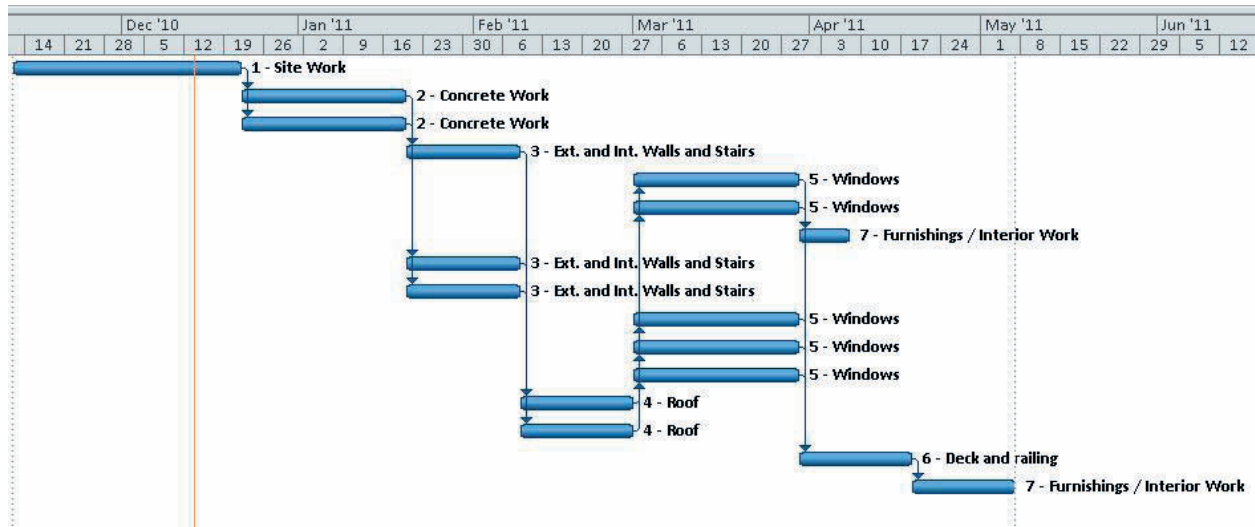 Dec '10 Jan '11 Feb '11 Mar '11 Apr '11 May '11 Jun '11
14 21 28 5 12 19 26 2 9 16 23 30 6 13 20 27 6 13 20 27 3 10 17 24 1 8 15 22 29 5 12
1 - Site Work
2 - Concrete Work
2 - Concrete Work
3 - Ext. and Int. Walls and Stairs
5 - Windows
5 - Windows
7 - Furnishings / Interior Work
3 - Ext. and Int. Walls and Stairs
3 - Ext. and Int. Walls and Stairs
5 - Windows
5 - Windows
5 - Windows
4 - Roof
4 - Roof
6 - Deck and railing
7 - Furnishings / Interior Work